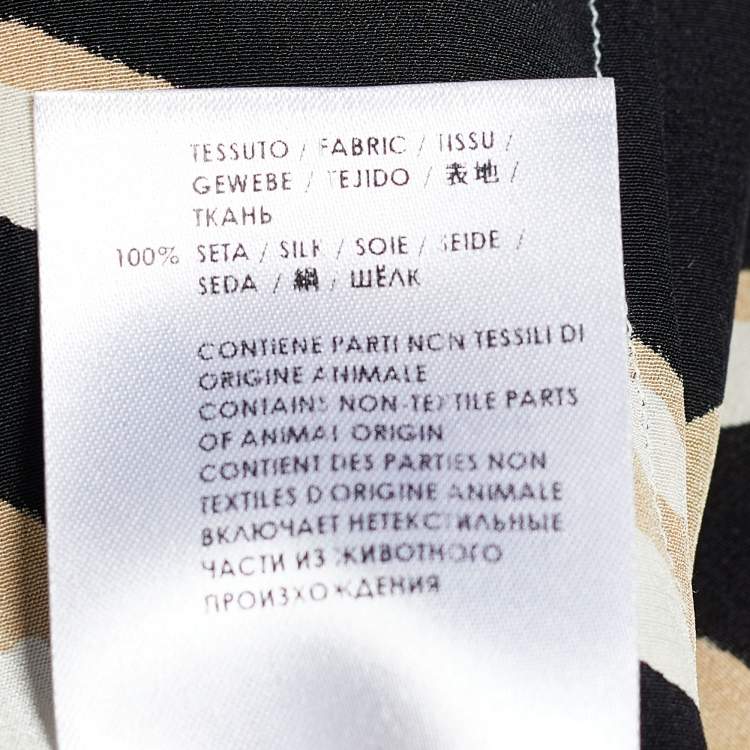 TESSUTO / FABRIC / TISSU /
GEWEBE / TEJIDO / 表地 /
ТКАНЬ
100% SETA / SILK / SOIE / SEIDE /
SEDA / 絹 / ШЁЛК
CONTIENE PARTI NON TESSILI DI
ORIGINE ANIMALE
CONTAINS NON-TEXTILE PARTS
OF ANIMAL ORIGIN
CONTIENT DES PARTIES NON
TEXTILES D'ORIGINE ANIMALE
ВКЛЮЧАЕТ НЕТЕКСТИЛЬНЫЕ
ЧАСТИ ИЗ ЖИВОТНОГО
ПРОИЗХОЖДЕНИЯ